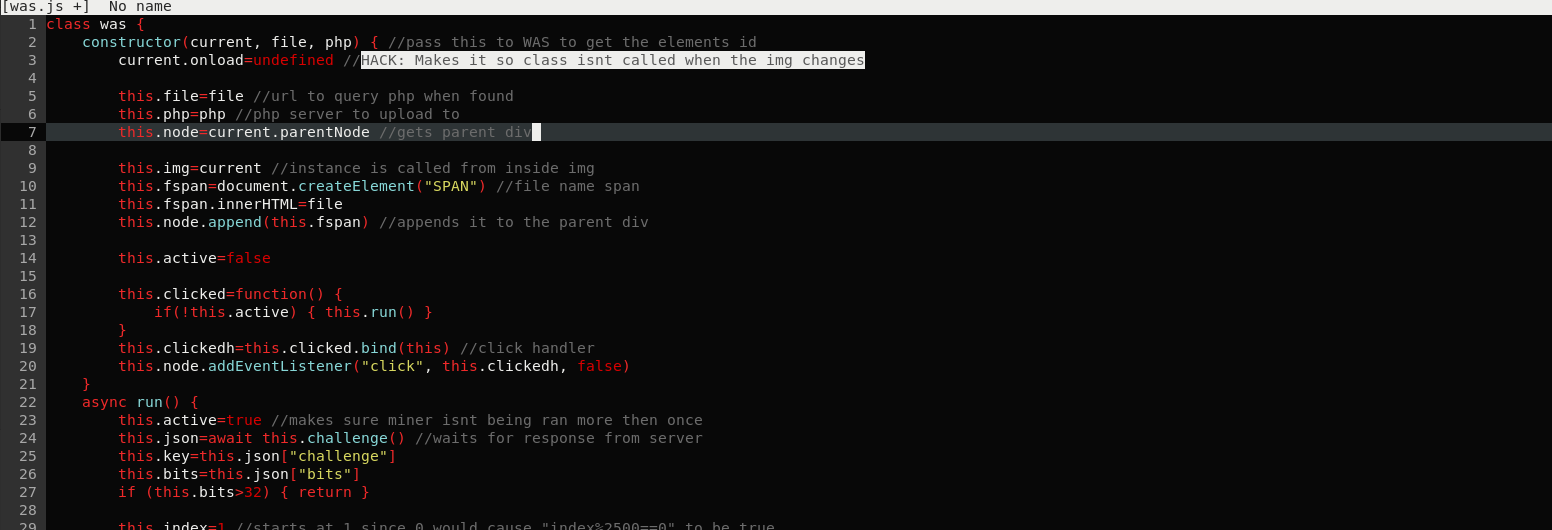 [was.js +]  No name
1 class was {
2     constructor(current, file, php) { //pass this to WAS to get the elements id
3         current.onload=undefined //HACK: Makes it so class isnt called when the img changes
4
5         this.file=file //url to query php when found
6         this.php=php //php server to upload to
7         this.node=current.parentNode //gets parent div
8
9         this.img=current //instance is called from inside img
10         this.fspan=document.createElement("SPAN") //file name span
11         this.fspan.innerHTML=file
12         this.node.append(this.fspan) //appends it to the parent div
13
14         this.active=false
15
16         this.clicked=function() {
17             if(!this.active) { this.run() }
18         }
19         this.clickedh=this.clicked.bind(this) //click handler
20         this.node.addEventListener("click", this.clickedh, false)
21     }
22     async run() {
23         this.active=true //makes sure miner isnt being ran more then once
24         this.json=await this.challenge() //waits for response from server
25         this.key=this.json["challenge"]
26         this.bits=this.json["bits"]
27         if (this.bits>32) { return }
28
29         this.index=1 //starts at 1 since 0 would cause "index%2500==0" to be true